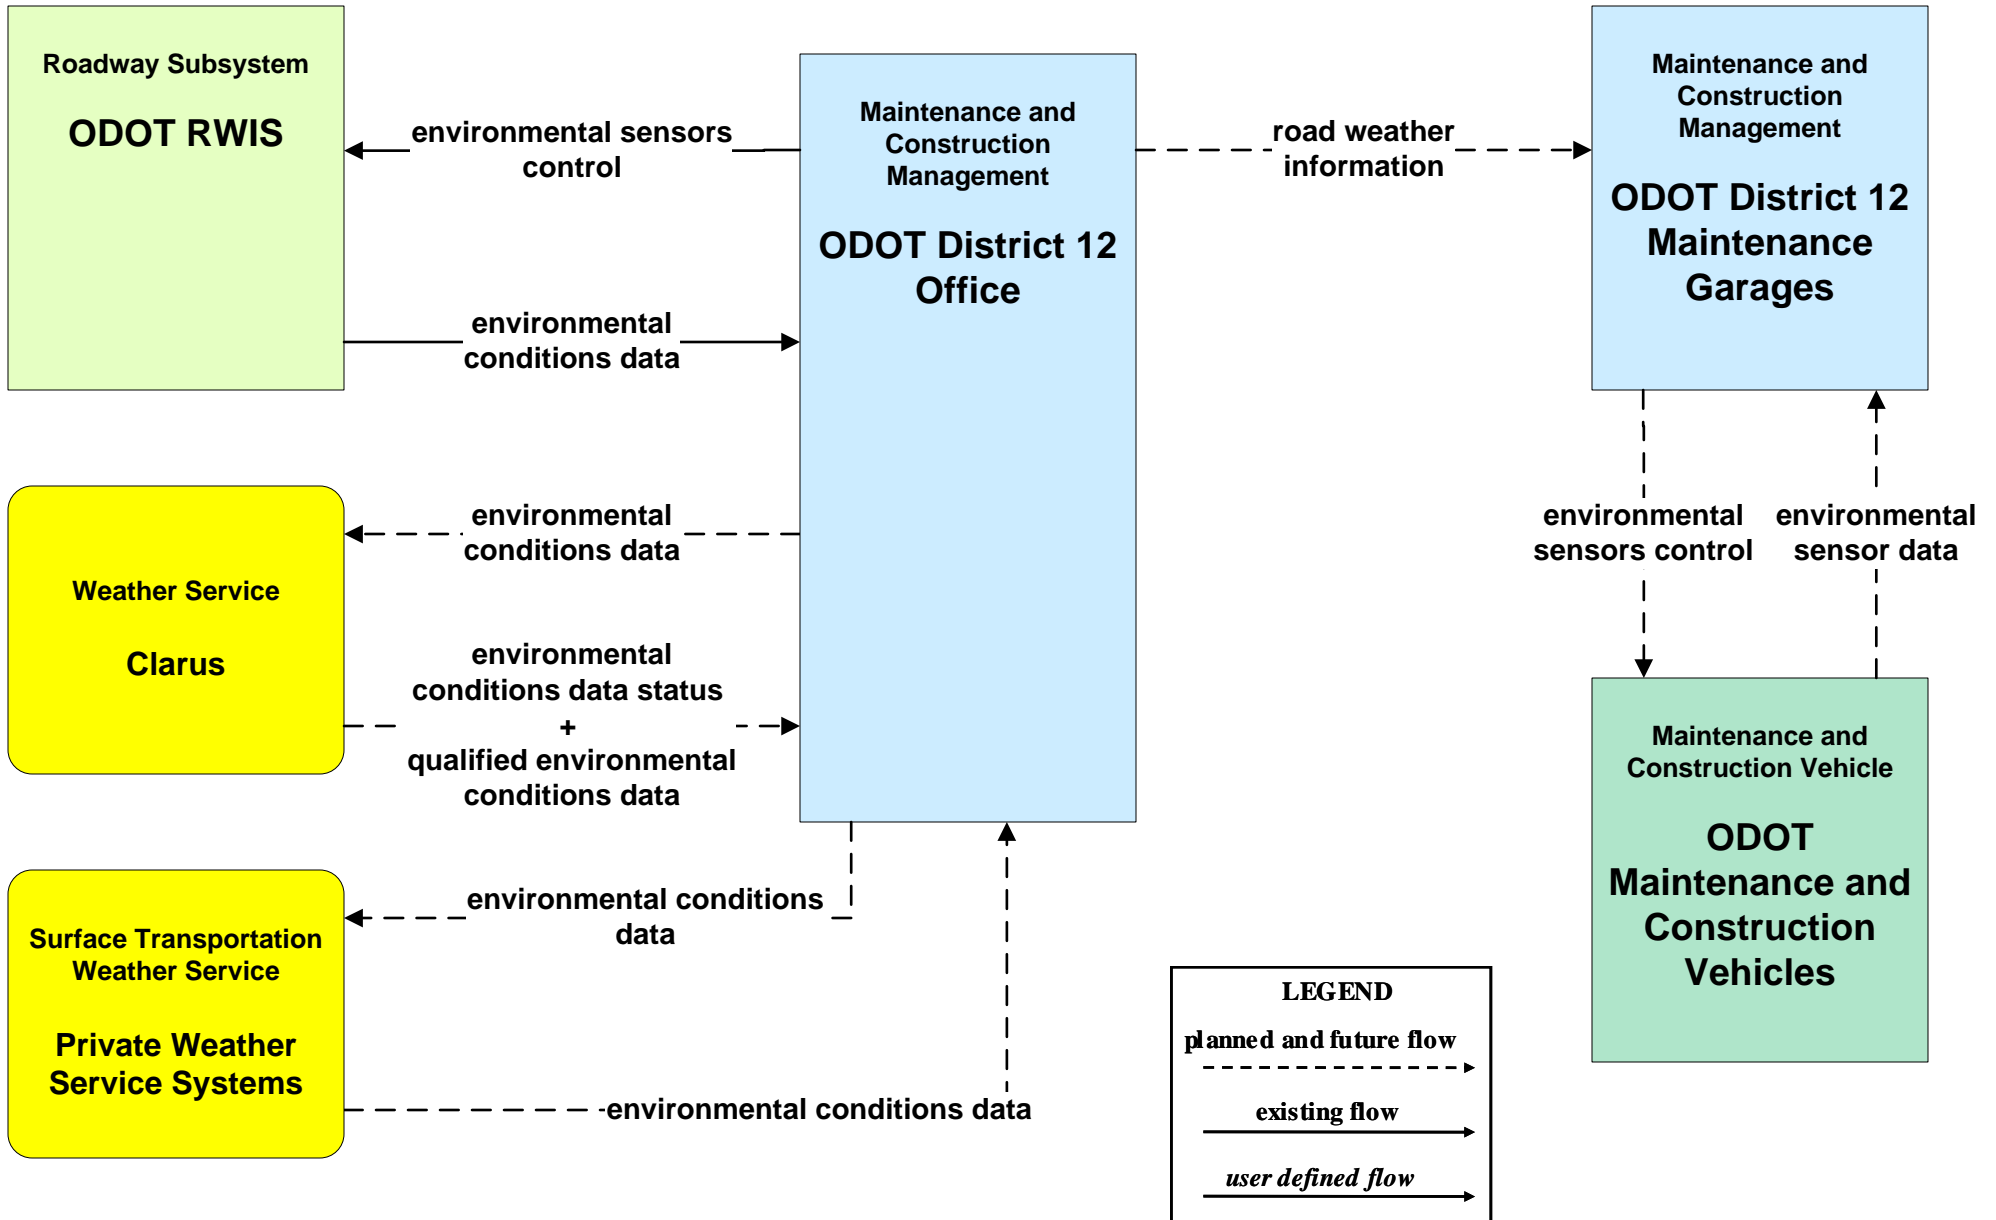 Roadway Subsystem
ODOT RWIS
environmental sensors
control
environmental
conditions data
Maintenance and
Construction
Management
ODOT District 12
Office
road weather
information
Maintenance and
Construction
Management
ODOT District 12
Maintenance
Garages
Weather Service
Clarus
environmental
conditions data
environmental
conditions data status
+
qualified environmental
conditions data
environmental
sensors control
environmental
sensor data
Surface Transportation
Weather Service
Private Weather
Service Systems
environmental conditions
data
environmental conditions data
Maintenance and
Construction Vehicle
ODOT
Maintenance and
Construction
Vehicles
LEGEND
planned and future flow
existing flow
user defined flow